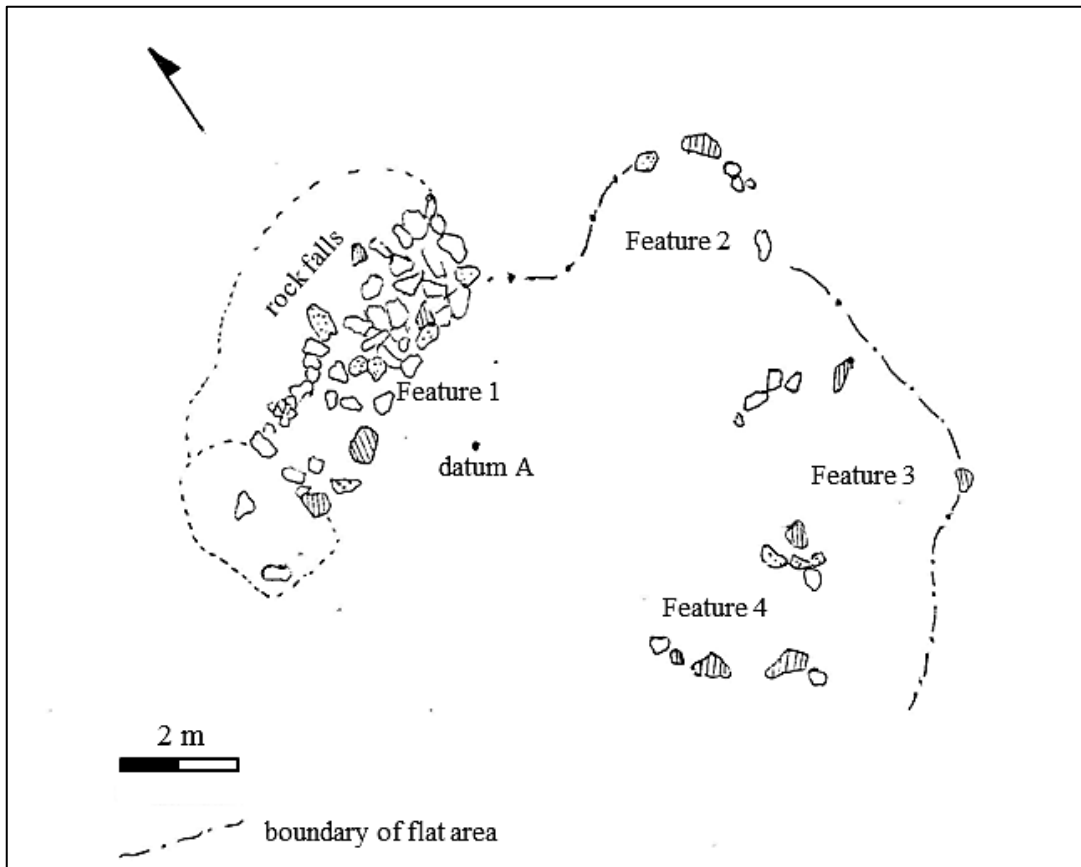 Feature 2
rock falls
Feature 1
datum A
Feature 3
Feature 4
2 m
boundary of flat area